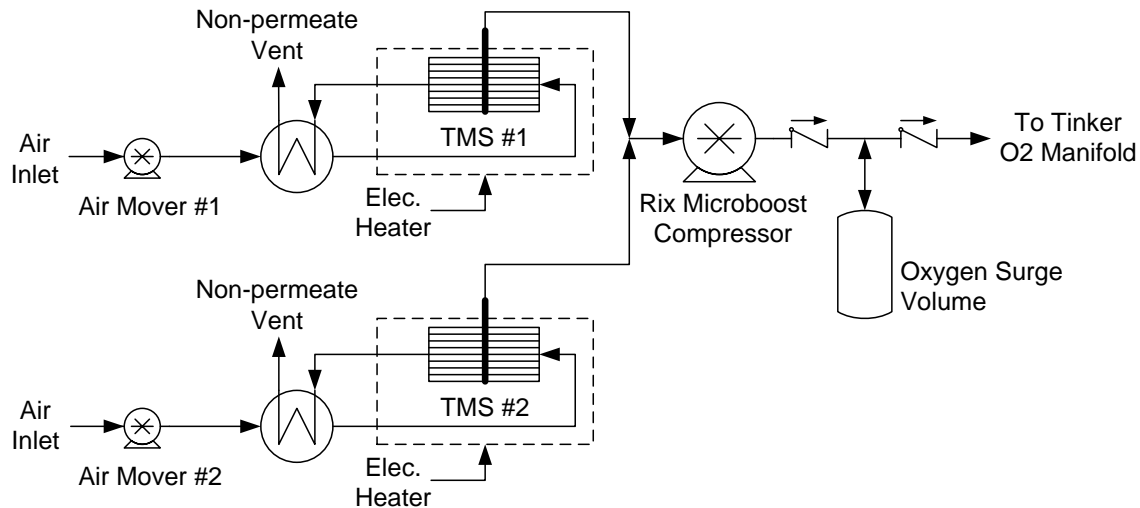 Non-permeate
Vent
TMS #1
Air
Inlet
Air Mover #1
Elec.
Heater
Rix Microboost
Compressor
To Tinker
O2 Manifold
Oxygen Surge
Volume
Non-permeate
Vent
TMS #2
Air
Inlet
Air Mover #2
Elec.
Heater